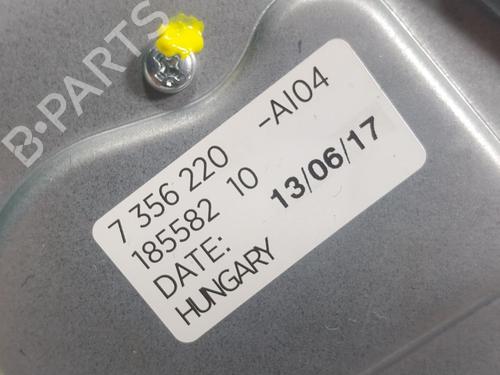 B-PARTS
7 356 220 -AI04
185582 10
DATE: 13/06/17
HUNGARY